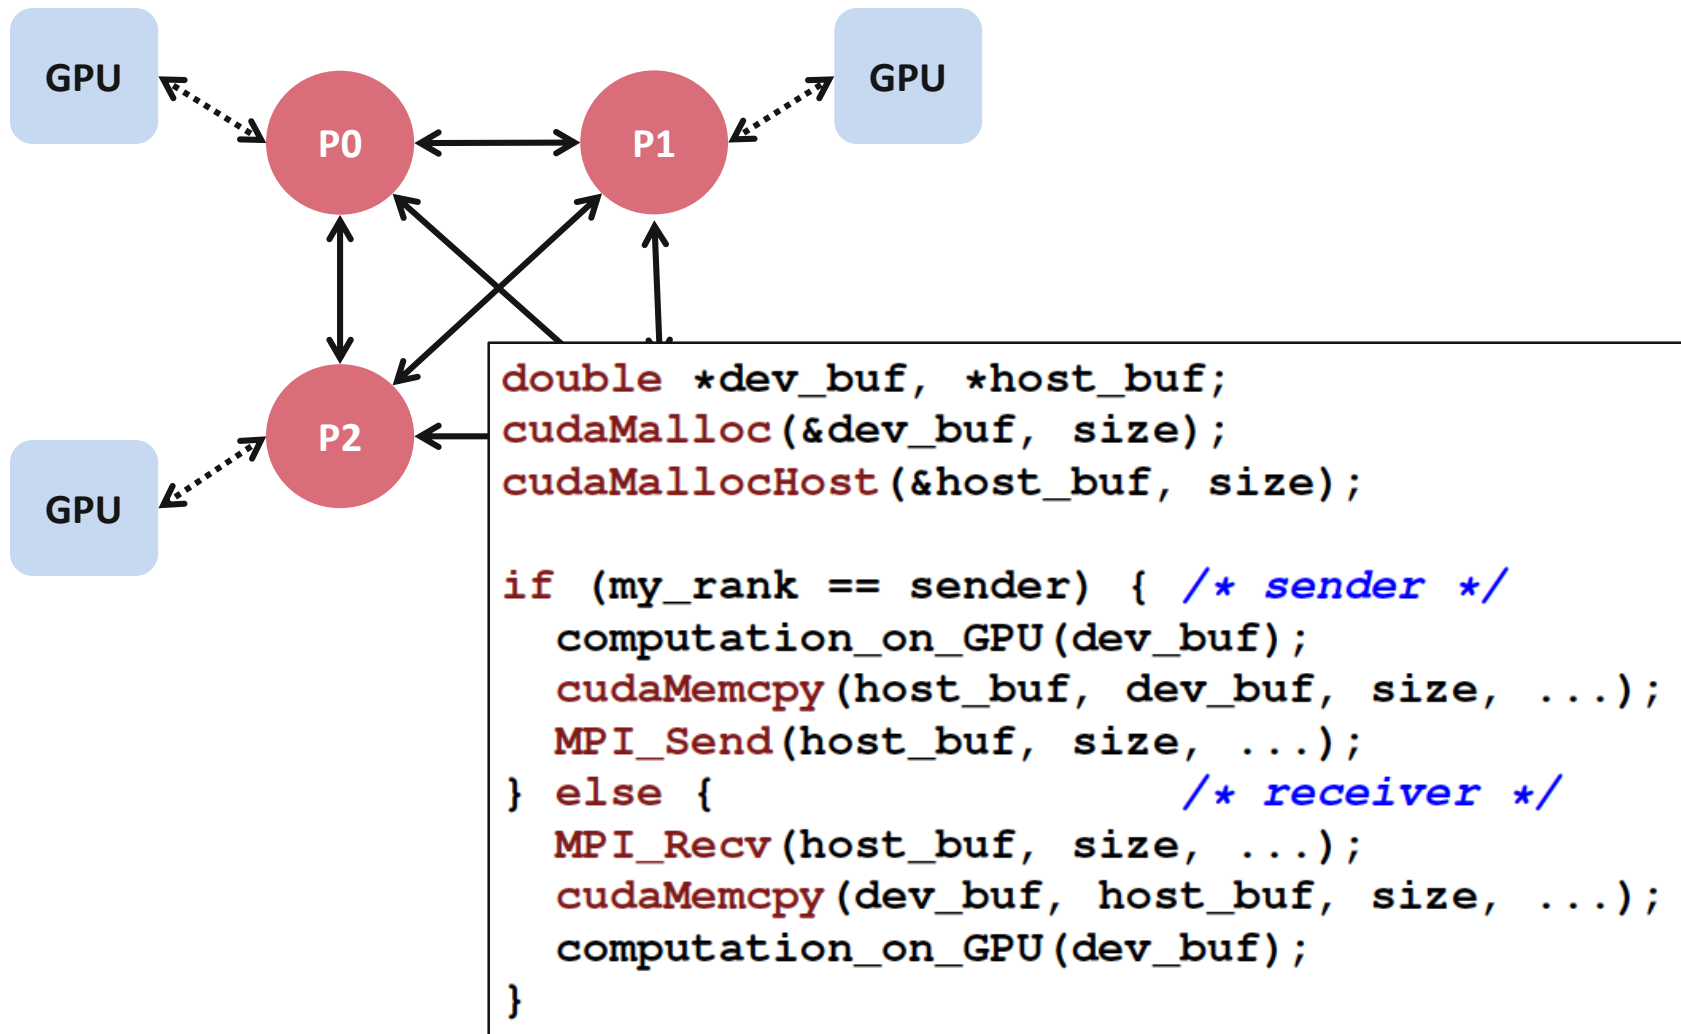 GPU
GPU
P0
P1
P2
GPU
double *dev_buf, *host_buf;
cudaMalloc(&dev_buf, size);
cudaMallocHost(&host_buf, size);
if (my_rank == sender) { /* sender */
computation_on_GPU(dev_buf);
cudaMemcpy(host_buf, dev_buf, size, ...);
MPI_Send(host_buf, size, ...);
} else { /* receiver */
MPI_Recv(host_buf, size, ...);
cudaMemcpy(dev_buf, host_buf, size, ...);
computation_on_GPU(dev_buf);
}